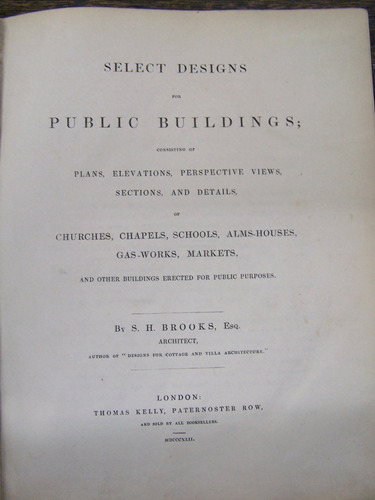 SELECT DESIGNS
FOR
PUBLIC BUILDINGS;
CONSISTING OF
PLANS, ELEVATIONS, PERSPECTIVE VIEWS,
SECTIONS, AND DETAILS,
OF
CHURCHES, CHAPELS, SCHOOLS, ALMS-HOUSES,
GAS-WORKS, MARKETS,
AND OTHER BUILDINGS ERECTED FOR PUBLIC PURPOSES.
BY S. H. BROOKS, ESQ.
ARCHITECT,
AUTHOR OF "DESIGNS FOR COTTAGE AND VILLA ARCHITECTURE."
LONDON:
THOMAS KELLY, PATERNOSTER ROW,
AND SOLD BY ALL BOOKSELLERS.
MDCCCXLII.